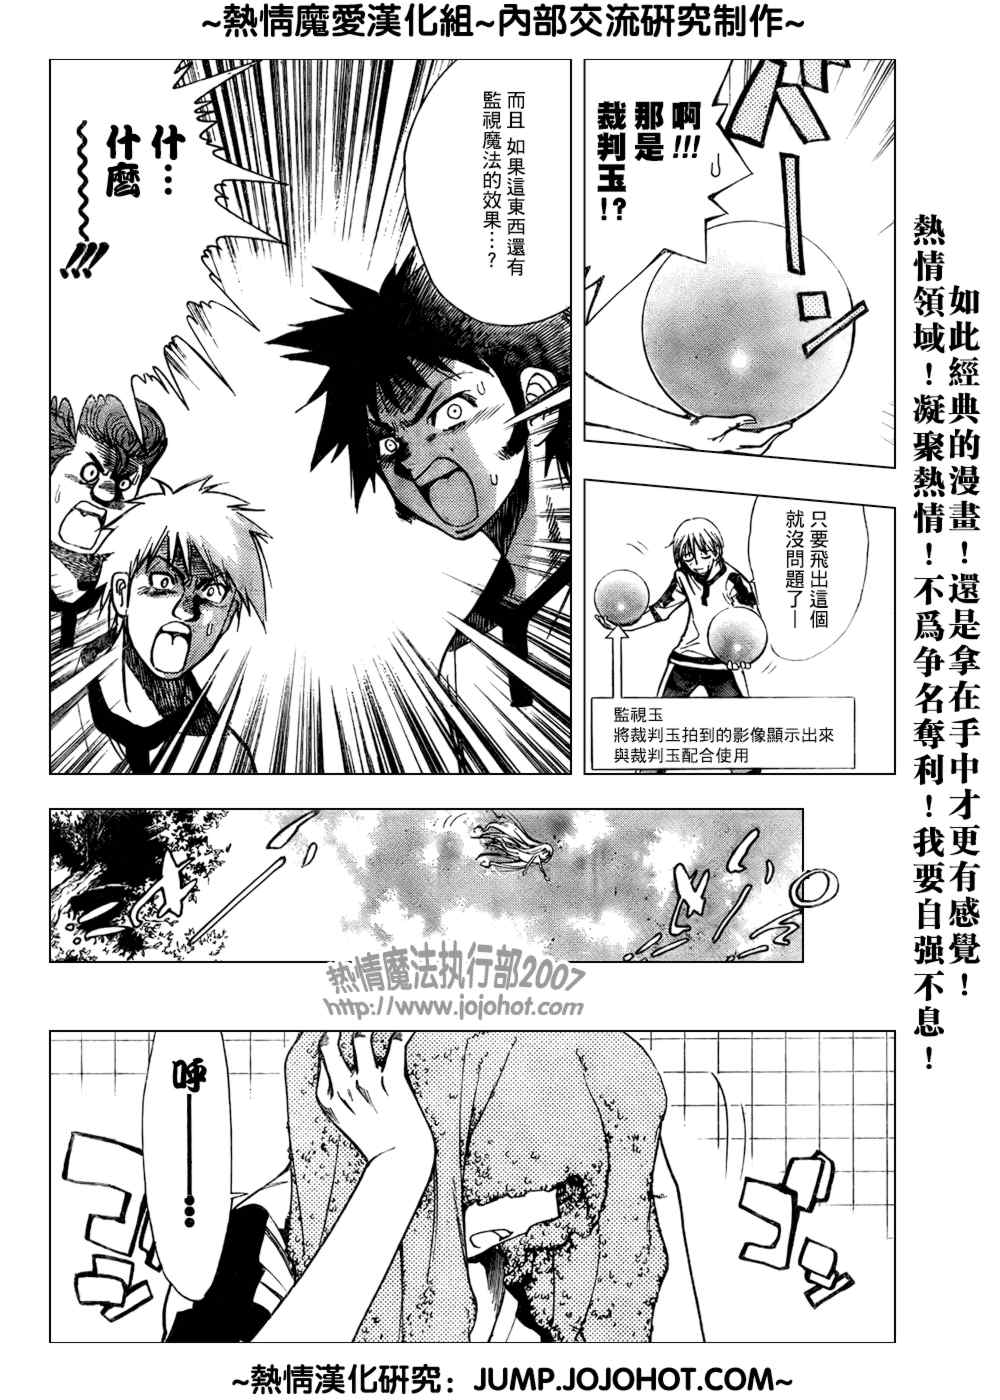 ~熱情魔愛漢化組~內部交流研究制作~
啊!!!
那是
裁判玉!?
而且 如果這東西還有
監視魔法的效果…?
什…
什麽
!!!
只要飛出這個
就沒問題了—
監視玉
將裁判玉拍到的影像顯示出來
與裁判玉配合使用
如此經典的漫畫！還是拿在手中才更有感覺！
熱情領域！凝聚熱情！不爲争名奪利！我要自强不息！
熱情魔法执行部2007
http://www.jojohot.com
呼——…
ゴシ
ゴシ
~熱情漢化研究：JUMP.JOJOHOT.COM~